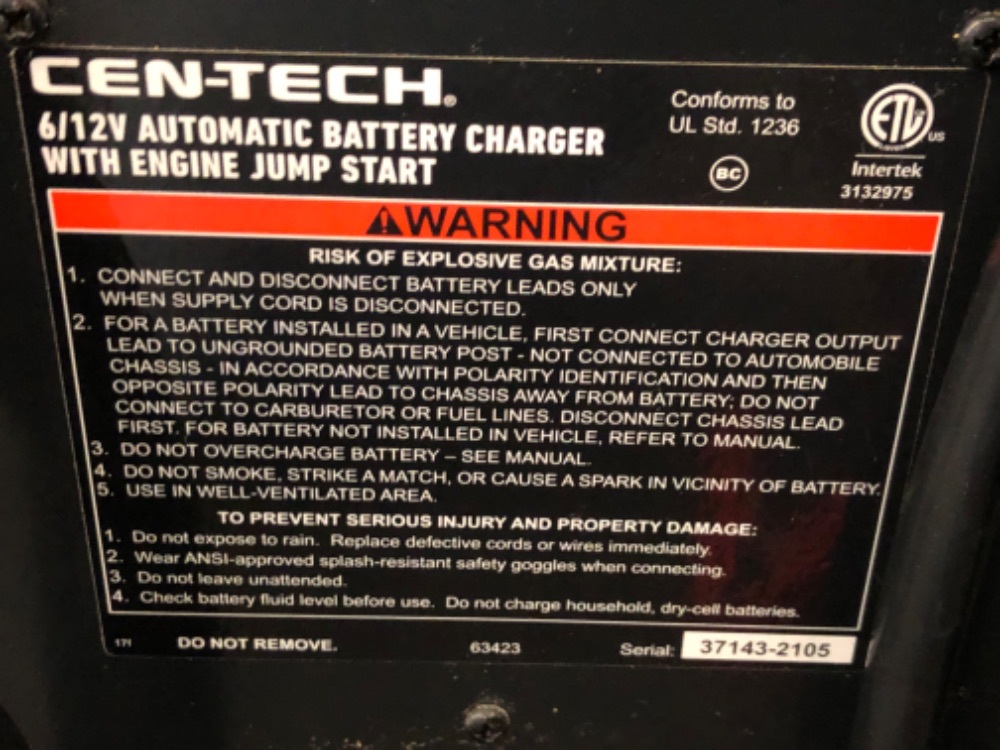 CEN-TECH®
6/12V AUTOMATIC BATTERY CHARGER
WITH ENGINE JUMP START
Conforms to
UL Std. 1236
BC
ETL US
Intertek
3132975
WARNING
RISK OF EXPLOSIVE GAS MIXTURE:
1. CONNECT AND DISCONNECT BATTERY LEADS ONLY
WHEN SUPPLY CORD IS DISCONNECTED.
2. FOR A BATTERY INSTALLED IN A VEHICLE, FIRST CONNECT CHARGER OUTPUT
LEAD TO UNGROUNDED BATTERY POST - NOT CONNECTED TO AUTOMOBILE
CHASSIS - IN ACCORDANCE WITH POLARITY IDENTIFICATION AND THEN
OPPOSITE POLARITY LEAD TO CHASSIS AWAY FROM BATTERY; DO NOT
CONNECT TO CARBURETOR OR FUEL LINES. DISCONNECT CHASSIS LEAD
FIRST. FOR BATTERY NOT INSTALLED IN VEHICLE, REFER TO MANUAL.
3. DO NOT OVERCHARGE BATTERY – SEE MANUAL.
4. DO NOT SMOKE, STRIKE A MATCH, OR CAUSE A SPARK IN VICINITY OF BATTERY.
5. USE IN WELL-VENTILATED AREA.
TO PREVENT SERIOUS INJURY AND PROPERTY DAMAGE:
1. Do not expose to rain. Replace defective cords or wires immediately.
2. Wear ANSI-approved splash-resistant safety goggles when connecting.
3. Do not leave unattended.
4. Check battery fluid level before use. Do not charge household, dry-cell batteries.
DO NOT REMOVE. 63423 Serial: 37143-2105